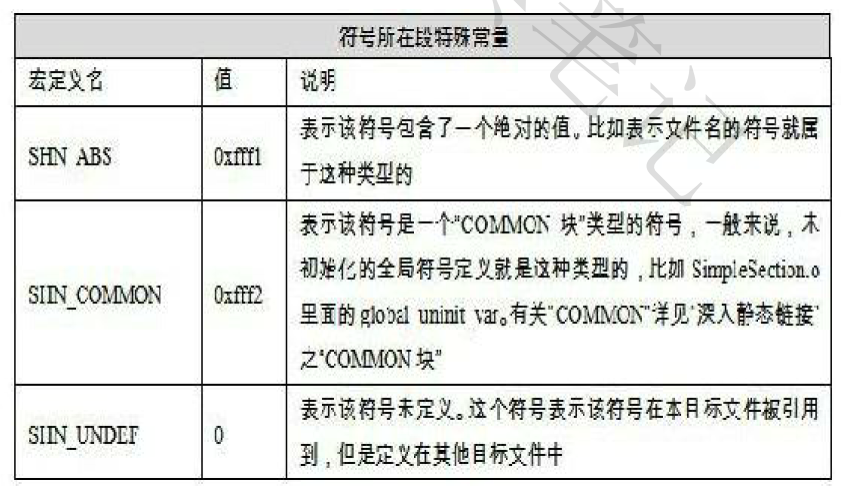 符号所在段特殊常量
宏定义名 值 说明
SHN ABS 0xfff1 表示该符号包含了一个绝对的值。比如表示文件名的符号就属
于这种类型的
SHN_COMMON 0xfff2 表示该符号是一个"COMMON 块"类型的符号，一般来说，未
初始化的全局符号定义就是这种类型的，比如 SimpleSection.o
里面的 global uninit var。有关"COMMON"详见"深入静态链接"
之"COMMON 块"
SHN_UNDEF 0 表示该符号未定义。这个符号表示该符号在本目标文件被引用
到，但是定义在其他目标文件中
笔记